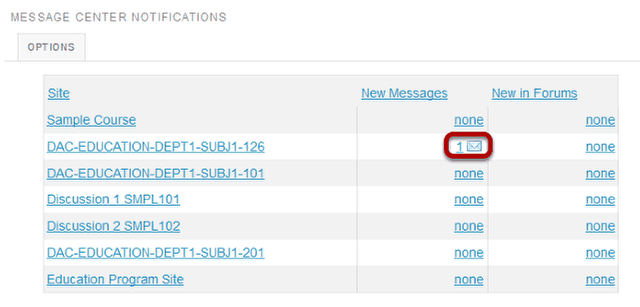 MESSAGE CENTER NOTIFICATIONS
OPTIONS
Site New Messages New in Forums
Sample Course none none
DAC-EDUCATION-DEPT1-SUBJ1-126 1 none
DAC-EDUCATION-DEPT1-SUBJ1-101 none none
Discussion 1 SMPL101 none none
Discussion 2 SMPL102 none none
DAC-EDUCATION-DEPT1-SUBJ1-201 none none
Education Program Site none none